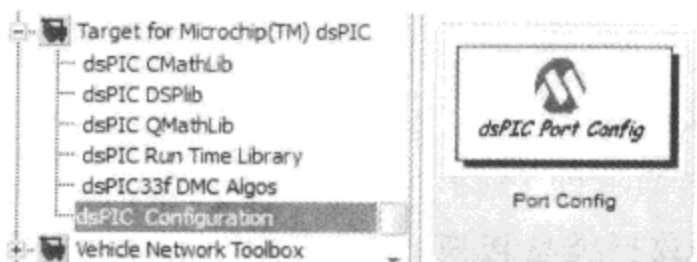 Target for Microchip(TM) dsPIC
dsPIC CMathLib
dsPIC DSPlib
dsPIC QMathLib
dsPIC Run Time Library
dsPIC33f DMC Algos
dsPIC Configuration
Vehicle Network Toolbox
dsPIC Port Config
Port Config